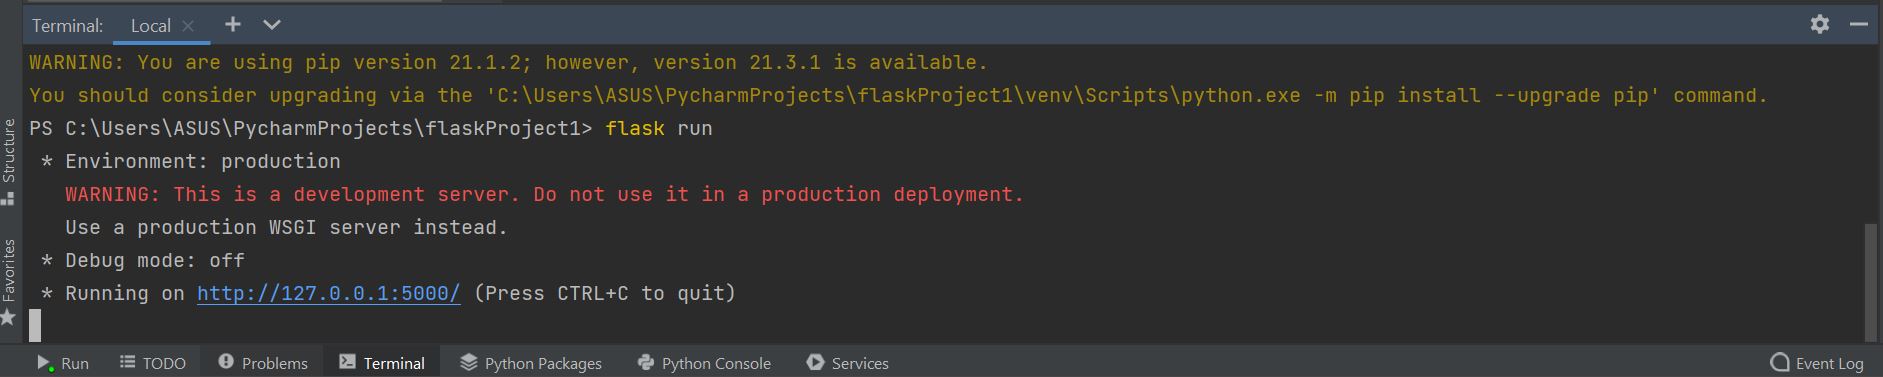 Terminal: Local
WARNING: You are using pip version 21.1.2; however, version 21.3.1 is available.
You should consider upgrading via the 'C:\Users\ASUS\PycharmProjects\flaskProject1\venv\Scripts\python.exe -m pip install --upgrade pip' command.
PS C:\Users\ASUS\PycharmProjects\flaskProject1> flask run
* Environment: production
WARNING: This is a development server. Do not use it in a production deployment.
Use a production WSGI server instead.
* Debug mode: off
* Running on http://127.0.0.1:5000/ (Press CTRL+C to quit)
Structure
Favorites
Run TODO Problems Terminal Python Packages Python Console Services Event Log